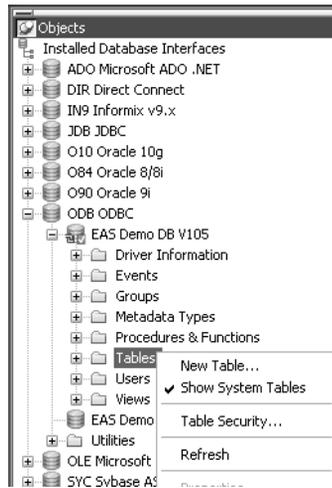 Objects
Installed Database Interfaces
ADO Microsoft ADO .NET
DIR Direct Connect
IN9 Informix v9.x
JDB JDBC
O10 Oracle 10g
O84 Oracle 8/8i
O90 Oracle 9i
ODB ODBC
EAS Demo DB V105
Driver Information
Events
Groups
Metadata Types
Procedures & Functions
Tables
New Table...
Show System Tables
Users
Views
Table Security...
EAS Demo
Utilities
Refresh
OLE Microsoft
SYC Sybase